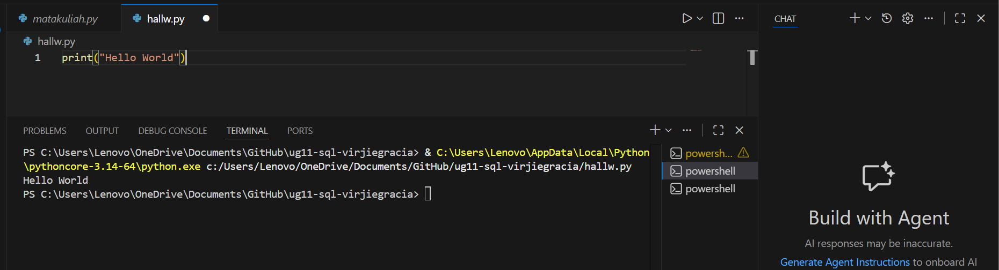 matakuliah.py
hallw.py
CHAT
hallw.py
1 print("Hello World")
PROBLEMS OUTPUT DEBUG CONSOLE TERMINAL PORTS
PS C:\Users\Lenovo\OneDrive\Documents\GitHub\ug11-sql-virjiegracia> & C:\Users\Lenovo\AppData\Local\Python
\pythoncore-3.14-64\python.exe c:/Users/Lenovo/OneDrive/Documents/GitHub/ug11-sql-virjiegracia/hallw.py
Hello World
PS C:\Users\Lenovo\OneDrive\Documents\GitHub\ug11-sql-virjiegracia>
powersh...
powershell
powershell
Build with Agent
AI responses may be inaccurate.
Generate Agent Instructions to onboard AI